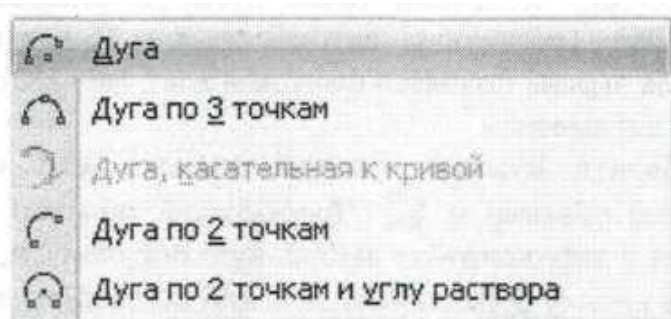 Дуга
Дуга по 3 точкам
Дуга, касательная к кривой
Дуга по 2 точкам
Дуга по 2 точкам и углу раствора